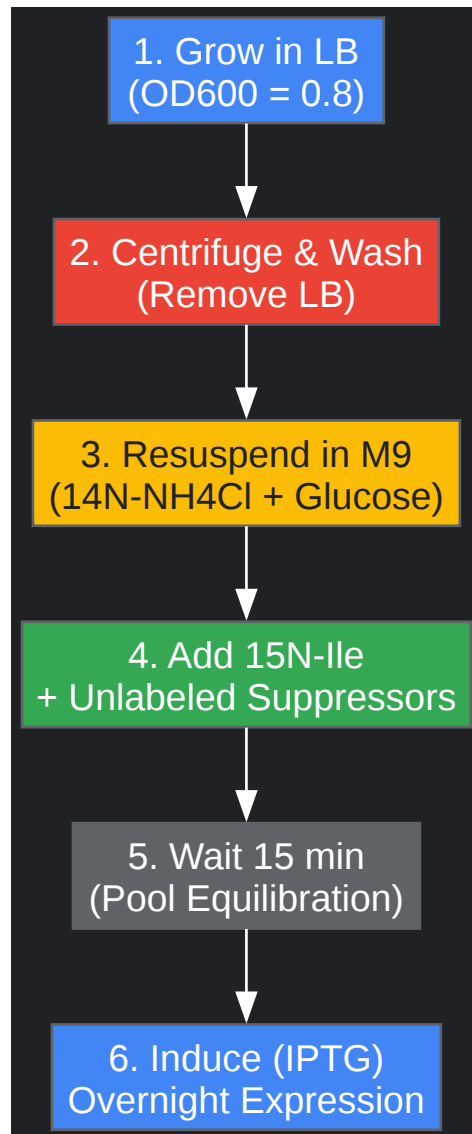 1. Grow in LB
(OD600 = 0.8)
2. Centrifuge & Wash
(Remove LB)
3. Resuspend in M9
(14N-NH4Cl + Glucose)
4. Add 15N-Ile
+ Unlabeled Suppressors
5. Wait 15 min
(Pool Equilibration)
6. Induce (IPTG)
Overnight Expression